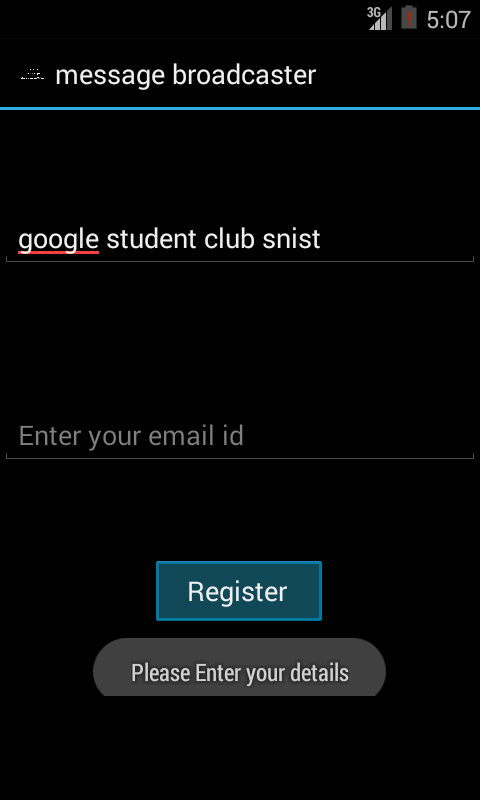 3G
5:07
message broadcaster
google student club snist
Enter your email id
Register
Please Enter your details